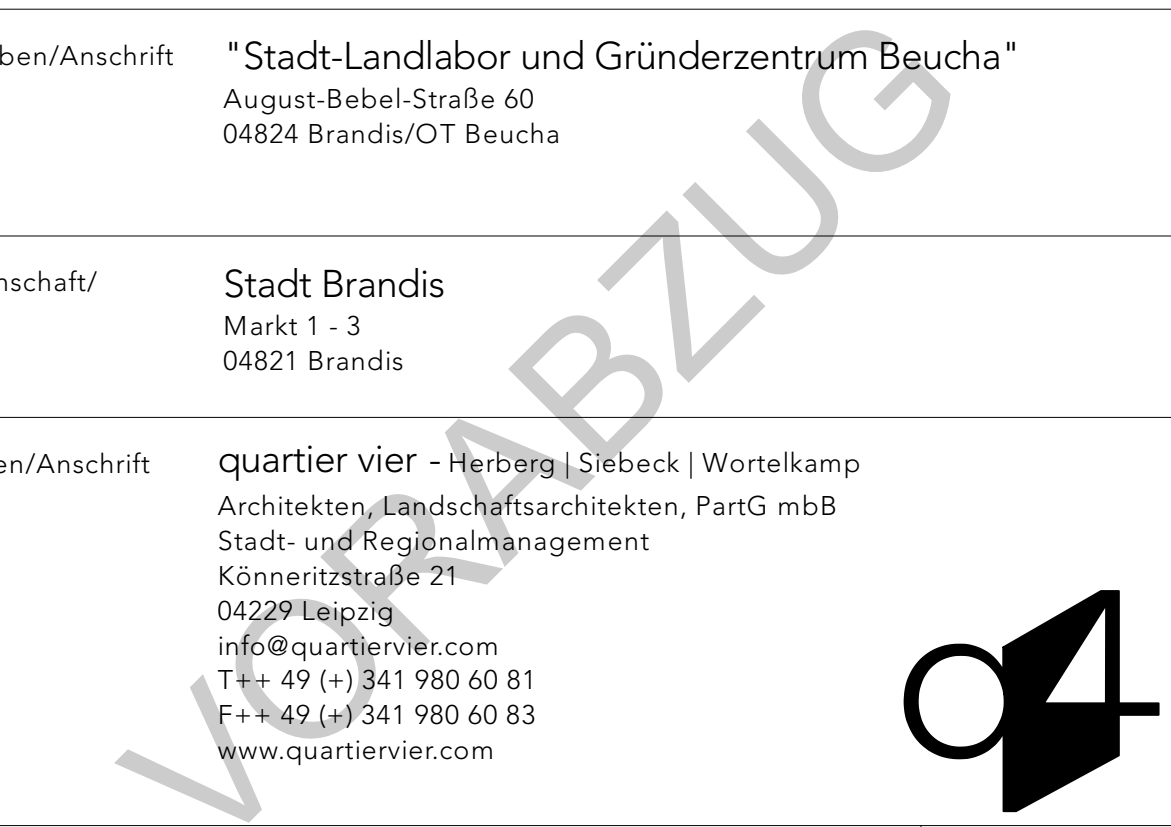 ben/Anschrift "Stadt-Landlabor und Gründerzentrum Beucha"
August-Bebel-Straße 60
04824 Brandis/OT Beucha
nschaft/ Stadt Brandis
Markt 1 - 3
04821 Brandis
en/Anschrift quartier vier - Herberg | Siebeck | Wortelkamp
Architekten, Landschaftsarchitekten, PartG mbB
Stadt- und Regionalmanagement
Könneritzstraße 21
04229 Leipzig
info@quartiervier.com
T++ 49 (+) 341 980 60 81
F++ 49 (+) 341 980 60 83
www.quartiervier.com
q4
VORABZUG